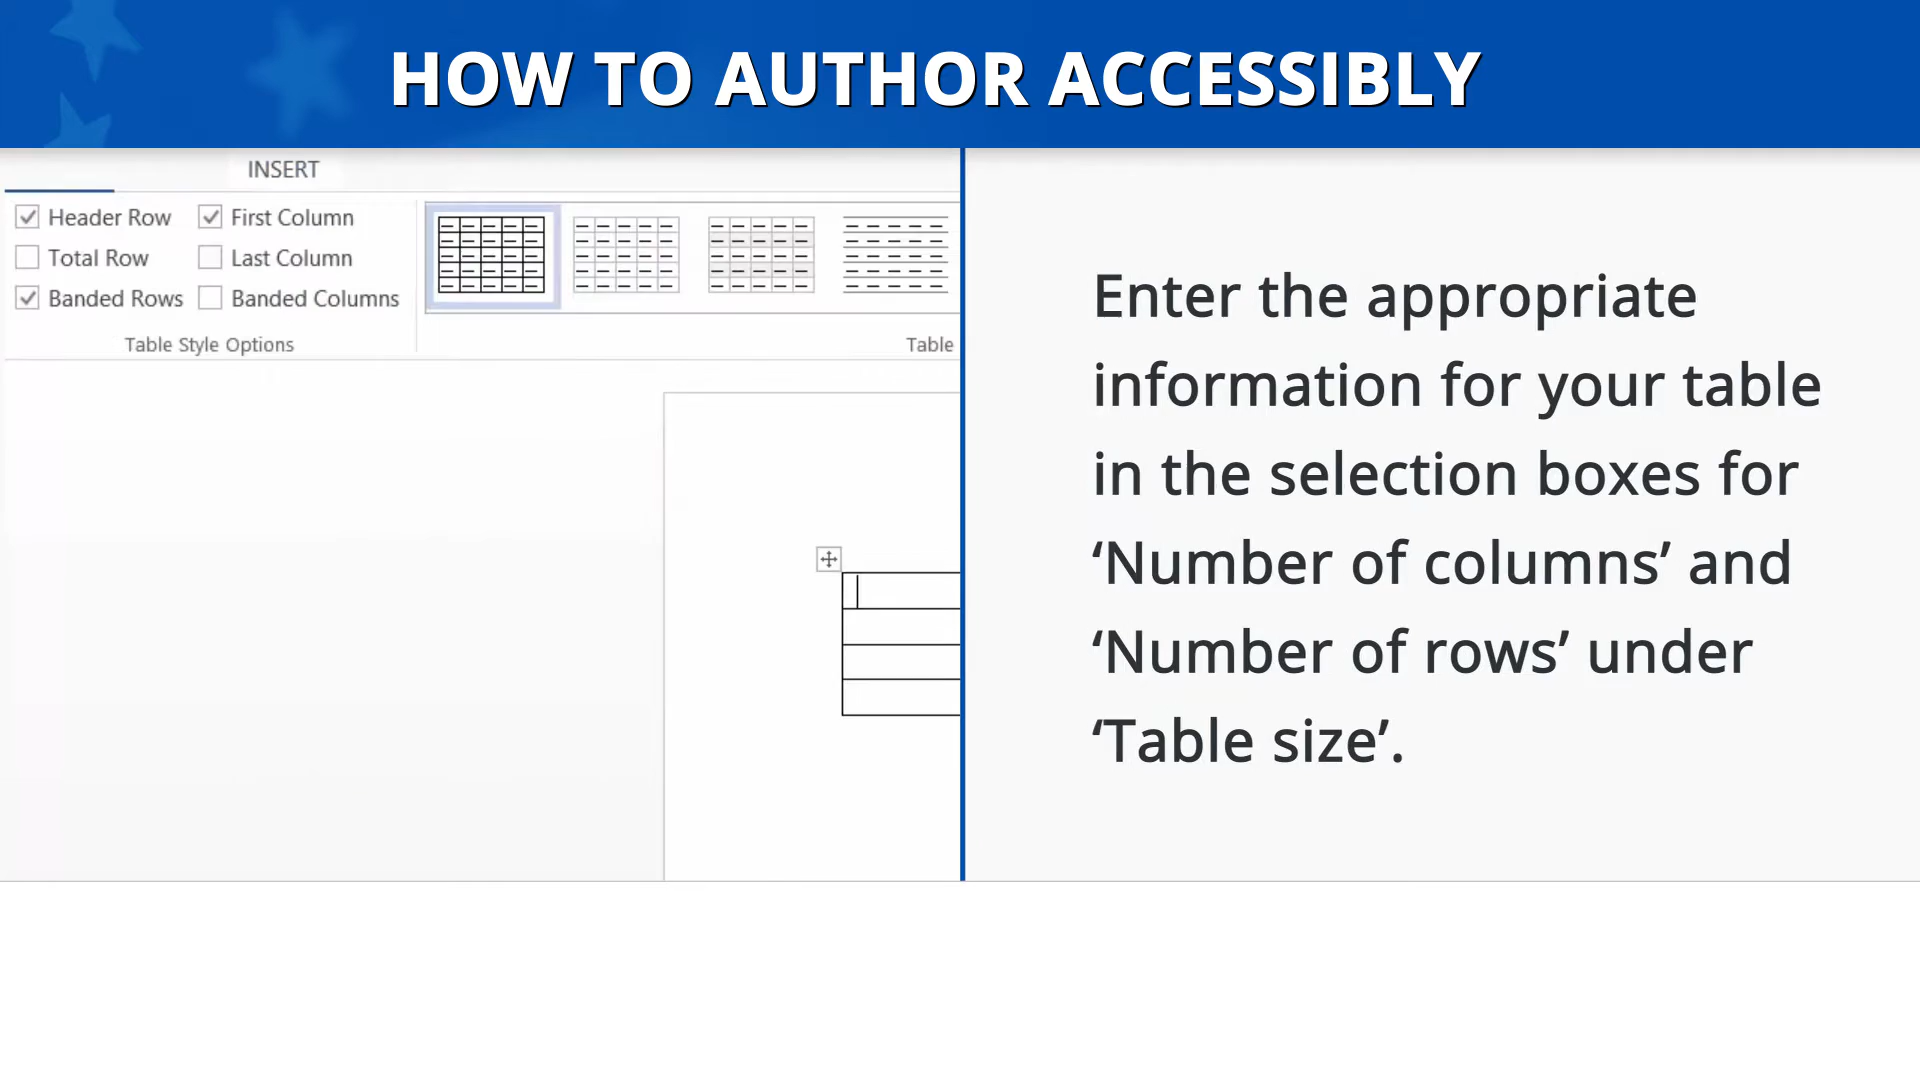 HOW TO AUTHOR ACCESSIBLY
INSERT
Header Row First Column
Total Row Last Column
Banded Rows Banded Columns
Table Style Options
Table
Enter the appropriate
information for your table
in the selection boxes for
‘Number of columns’ and
‘Number of rows’ under
‘Table size’.